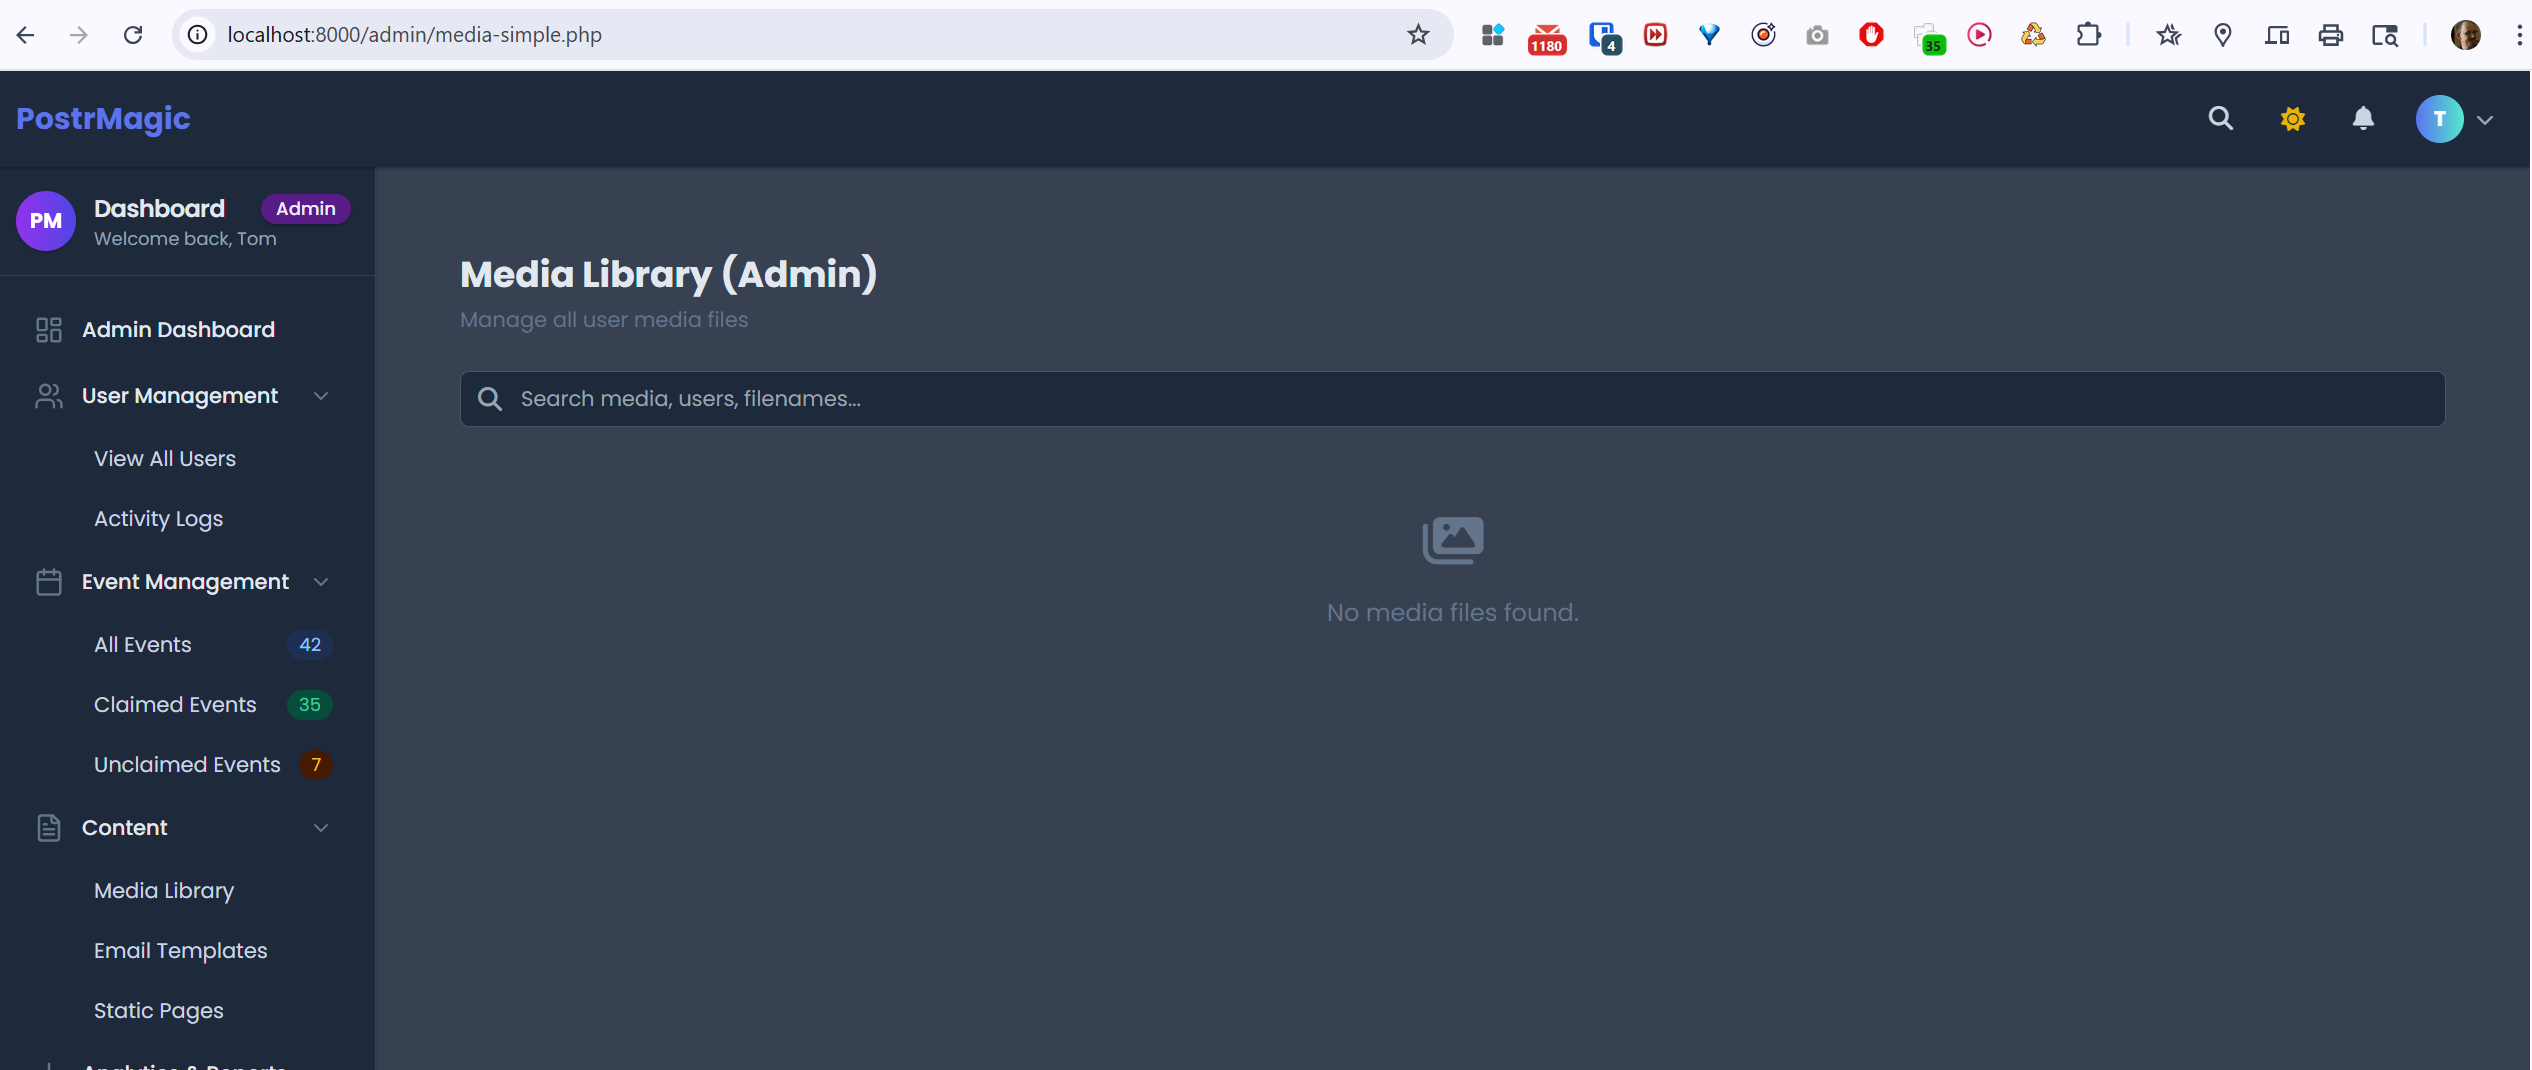 localhost:8000/admin/media-simple.php
1180
4
35
PostrMagic
T
PM
Dashboard
Admin
Welcome back, Tom
Admin Dashboard
User Management
View All Users
Activity Logs
Event Management
All Events
42
Claimed Events
35
Unclaimed Events
7
Content
Media Library
Email Templates
Static Pages
Analytics & Reports
Media Library (Admin)
Manage all user media files
Search media, users, filenames...
No media files found.